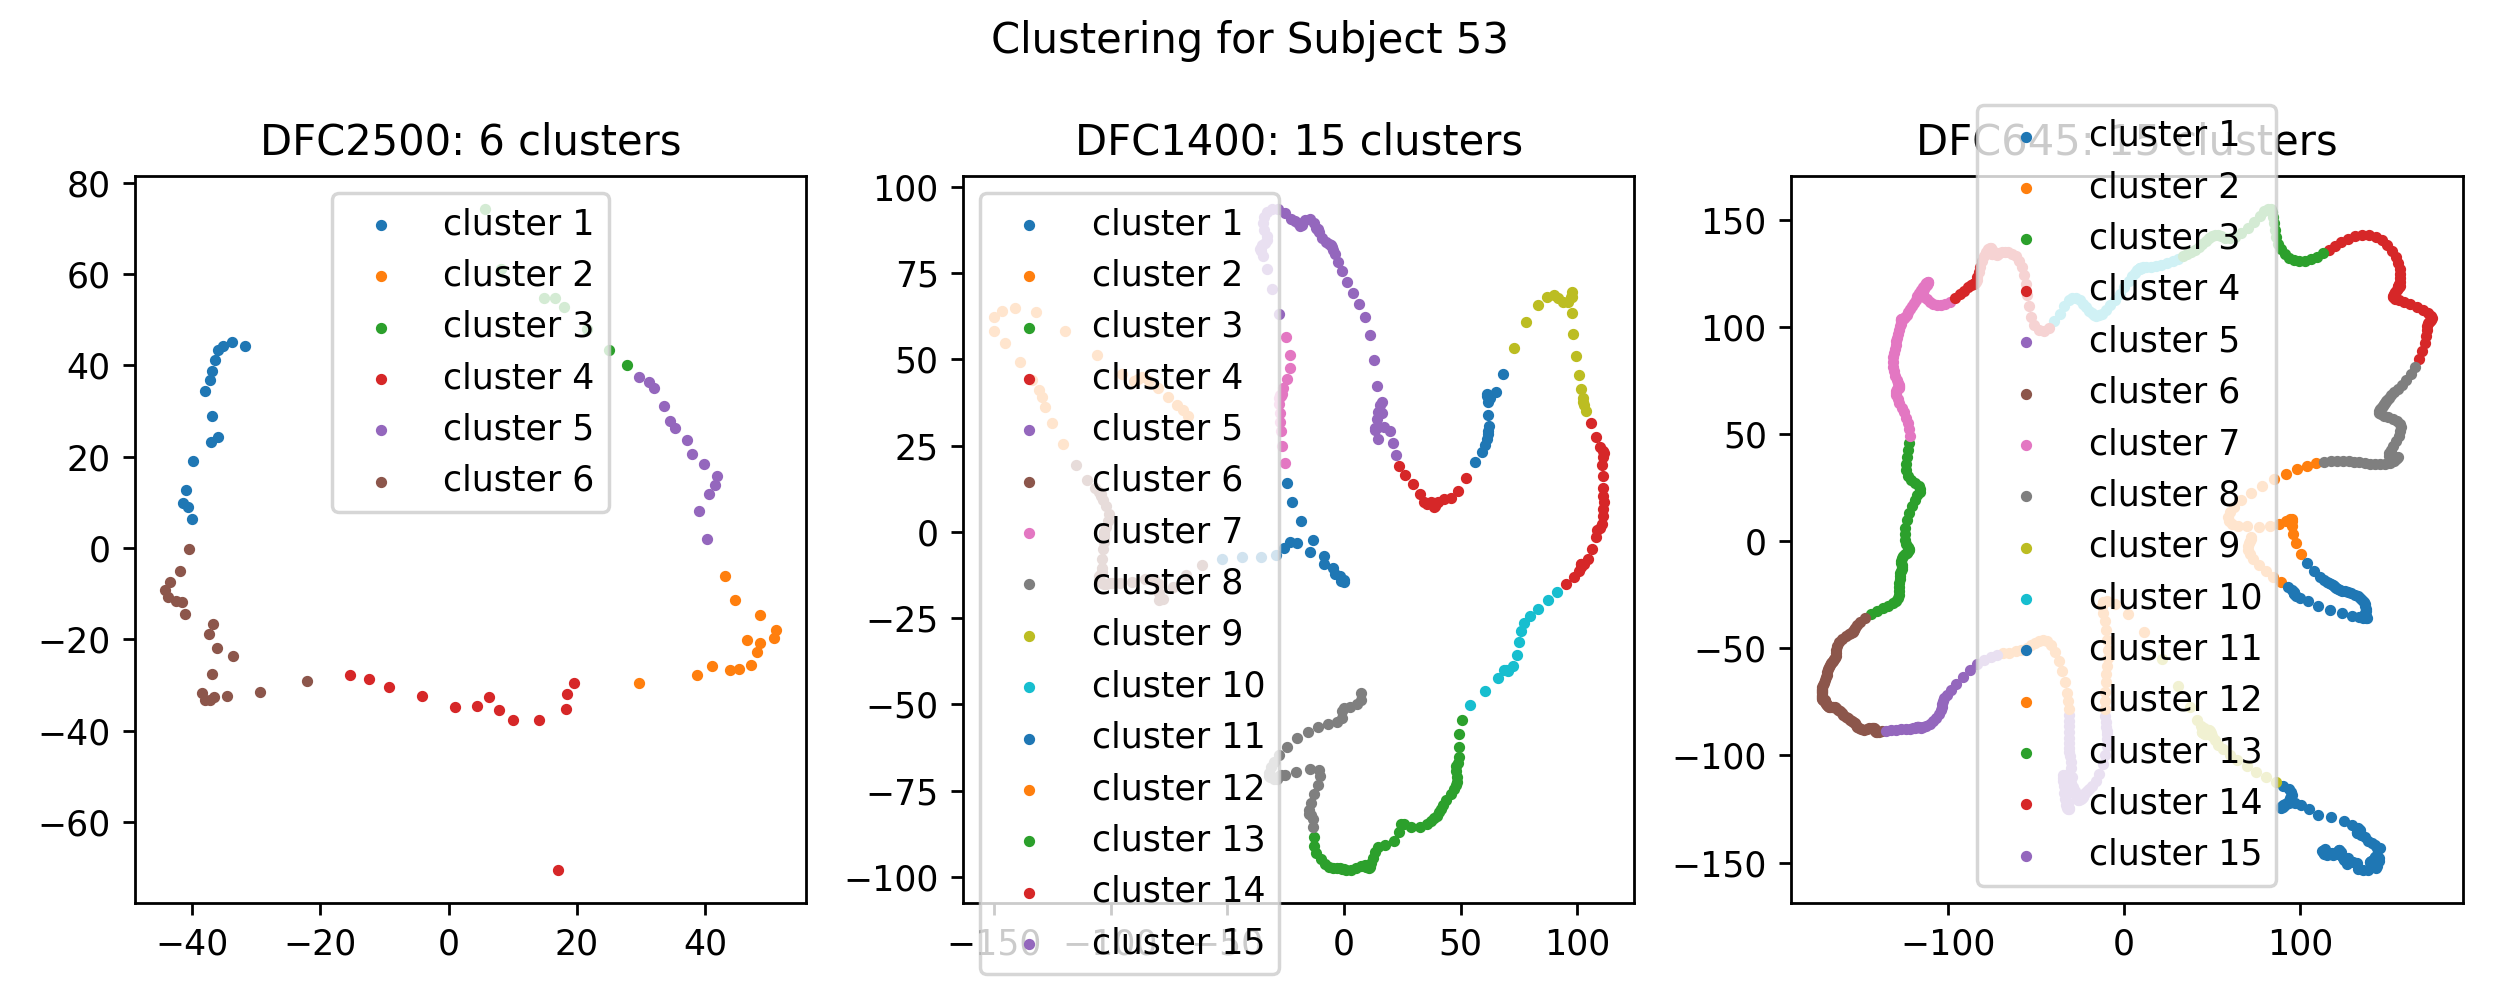 Clustering for Subject 53
DFC2500: 6 clusters
80
60
40
20
0
−20
−40
−60
−40
−20
0
20
40
cluster 1
cluster 2
cluster 3
cluster 4
cluster 5
cluster 6
DFC1400: 15 clusters
100
75
50
25
0
−25
−50
−75
−100
−150
−100
−50
0
50
100
cluster 1
cluster 2
cluster 3
cluster 4
cluster 5
cluster 6
cluster 7
cluster 8
cluster 9
cluster 10
cluster 11
cluster 12
cluster 13
cluster 14
cluster 15
DFC645: 15 clusters
150
100
50
0
−50
−100
−150
−100
0
100
cluster 1
cluster 2
cluster 3
cluster 4
cluster 5
cluster 6
cluster 7
cluster 8
cluster 9
cluster 10
cluster 11
cluster 12
cluster 13
cluster 14
cluster 15